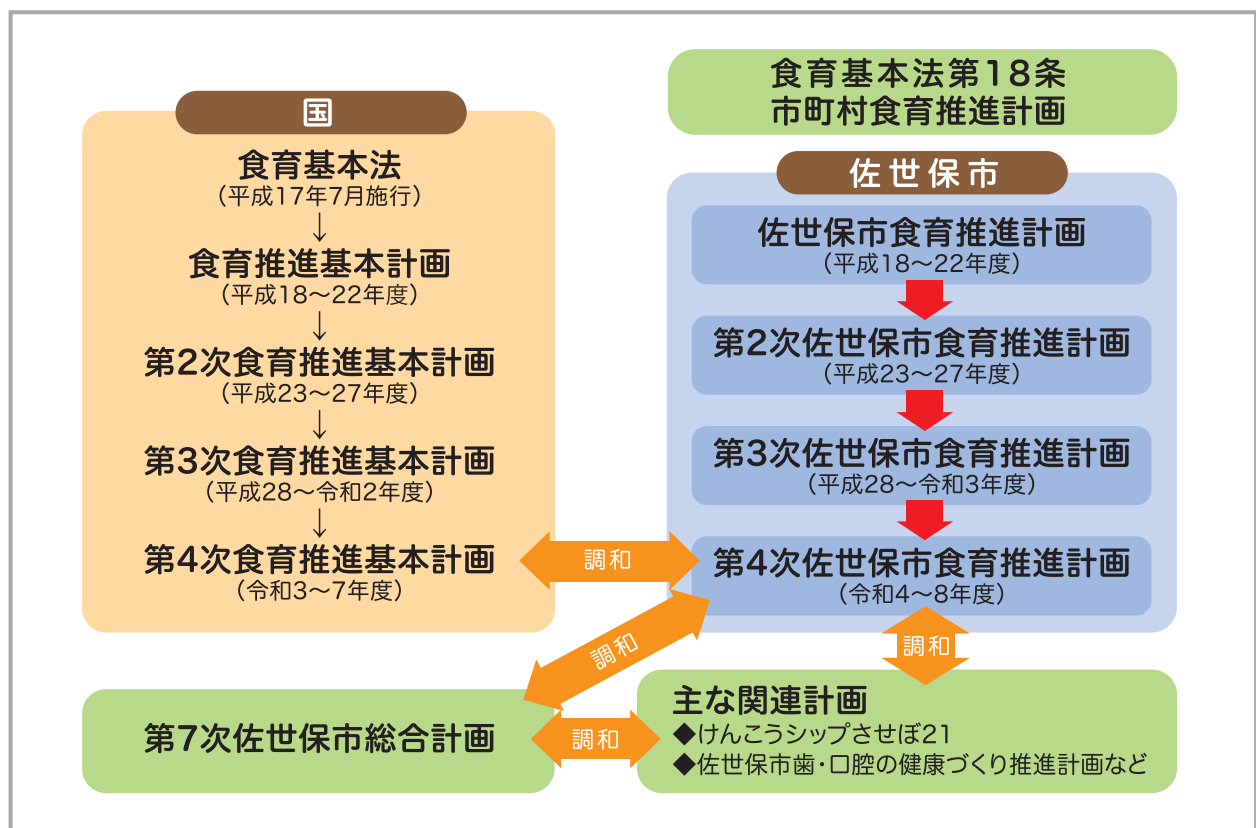 国
食育基本法
(平成17年7月施行)
↓
食育推進基本計画
(平成18〜22年度)
↓
第2次食育推進基本計画
(平成23〜27年度)
↓
第3次食育推進基本計画
(平成28〜令和2年度)
↓
第4次食育推進基本計画
(令和3〜7年度)
食育基本法第18条
市町村食育推進計画
佐世保市
佐世保市食育推進計画
(平成18〜22年度)
第2次佐世保市食育推進計画
(平成23〜27年度)
第3次佐世保市食育推進計画
(平成28〜令和3年度)
第4次佐世保市食育推進計画
(令和4〜8年度)
調和
調和
調和
第7次佐世保市総合計画
調和
主な関連計画
◆けんこうシップさせぼ21
◆佐世保市歯・口腔の健康づくり推進計画など